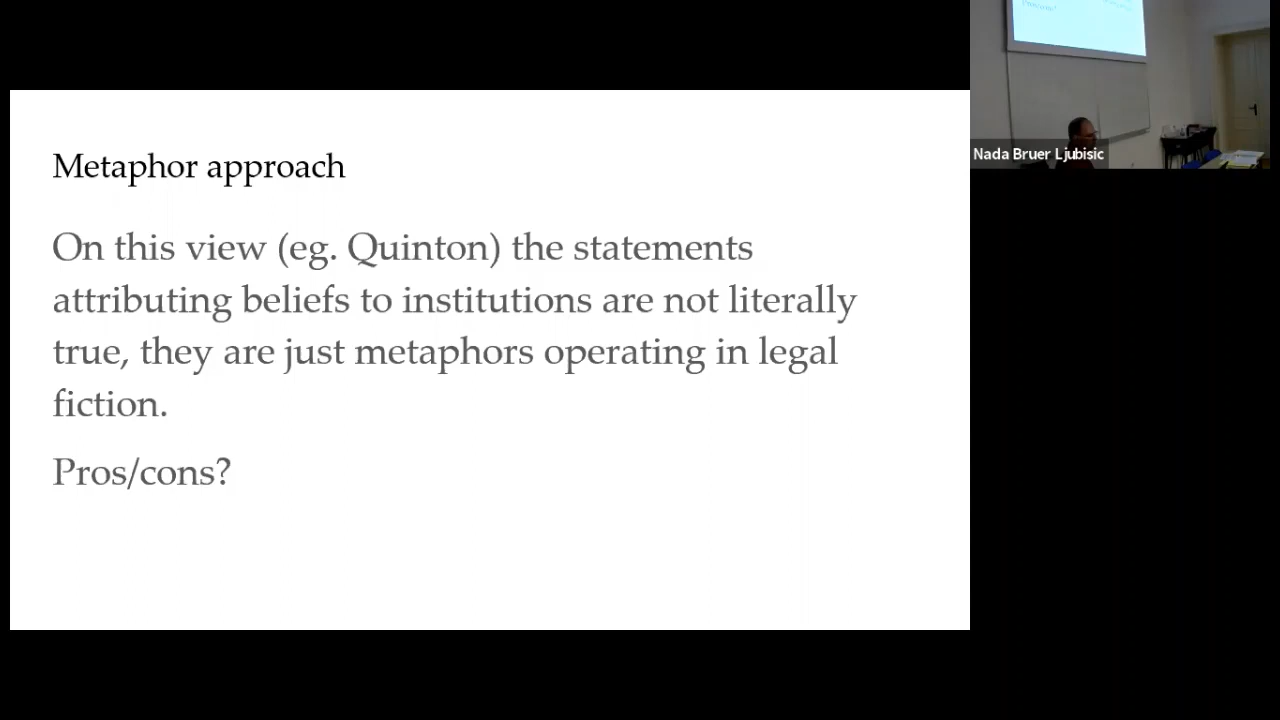 Metaphor approach
On this view (eg. Quinton) the statements
attributing beliefs to institutions are not literally
true, they are just metaphors operating in legal
fiction.
Pros/cons?
Nada Bruer Ljubisic